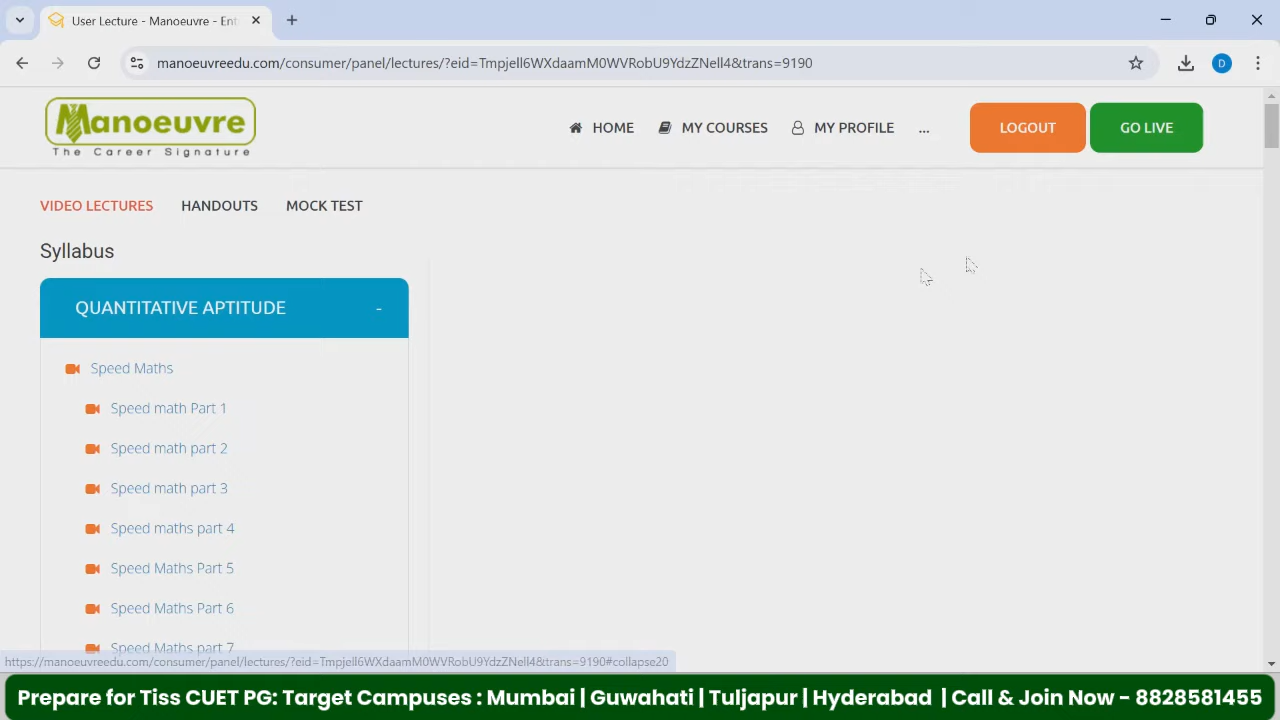 User Lecture - Manoeuvre - Ent
manoeuvreedu.com/consumer/panel/lectures/?eid=Tmpjell6WXdaamM0WVRobU9YdzZNell4&trans=9190
D
Manoeuvre
The Career Signature
HOME
MY COURSES
MY PROFILE
...
LOGOUT
GO LIVE
VIDEO LECTURES
HANDOUTS
MOCK TEST
Syllabus
QUANTITATIVE APTITUDE -
Speed Maths
Speed math Part 1
Speed math part 2
Speed math part 3
Speed maths part 4
Speed Maths Part 5
Speed Maths Part 6
Speed Maths part 7
https://manoeuvreedu.com/consumer/panel/lectures/?eid=Tmpjell6WXdaamM0WVRobU9YdzZNell4&trans=9190#collapse20
Prepare for Tiss CUET PG: Target Campuses : Mumbai | Guwahati | Tuljapur | Hyderabad | Call & Join Now - 8828581455